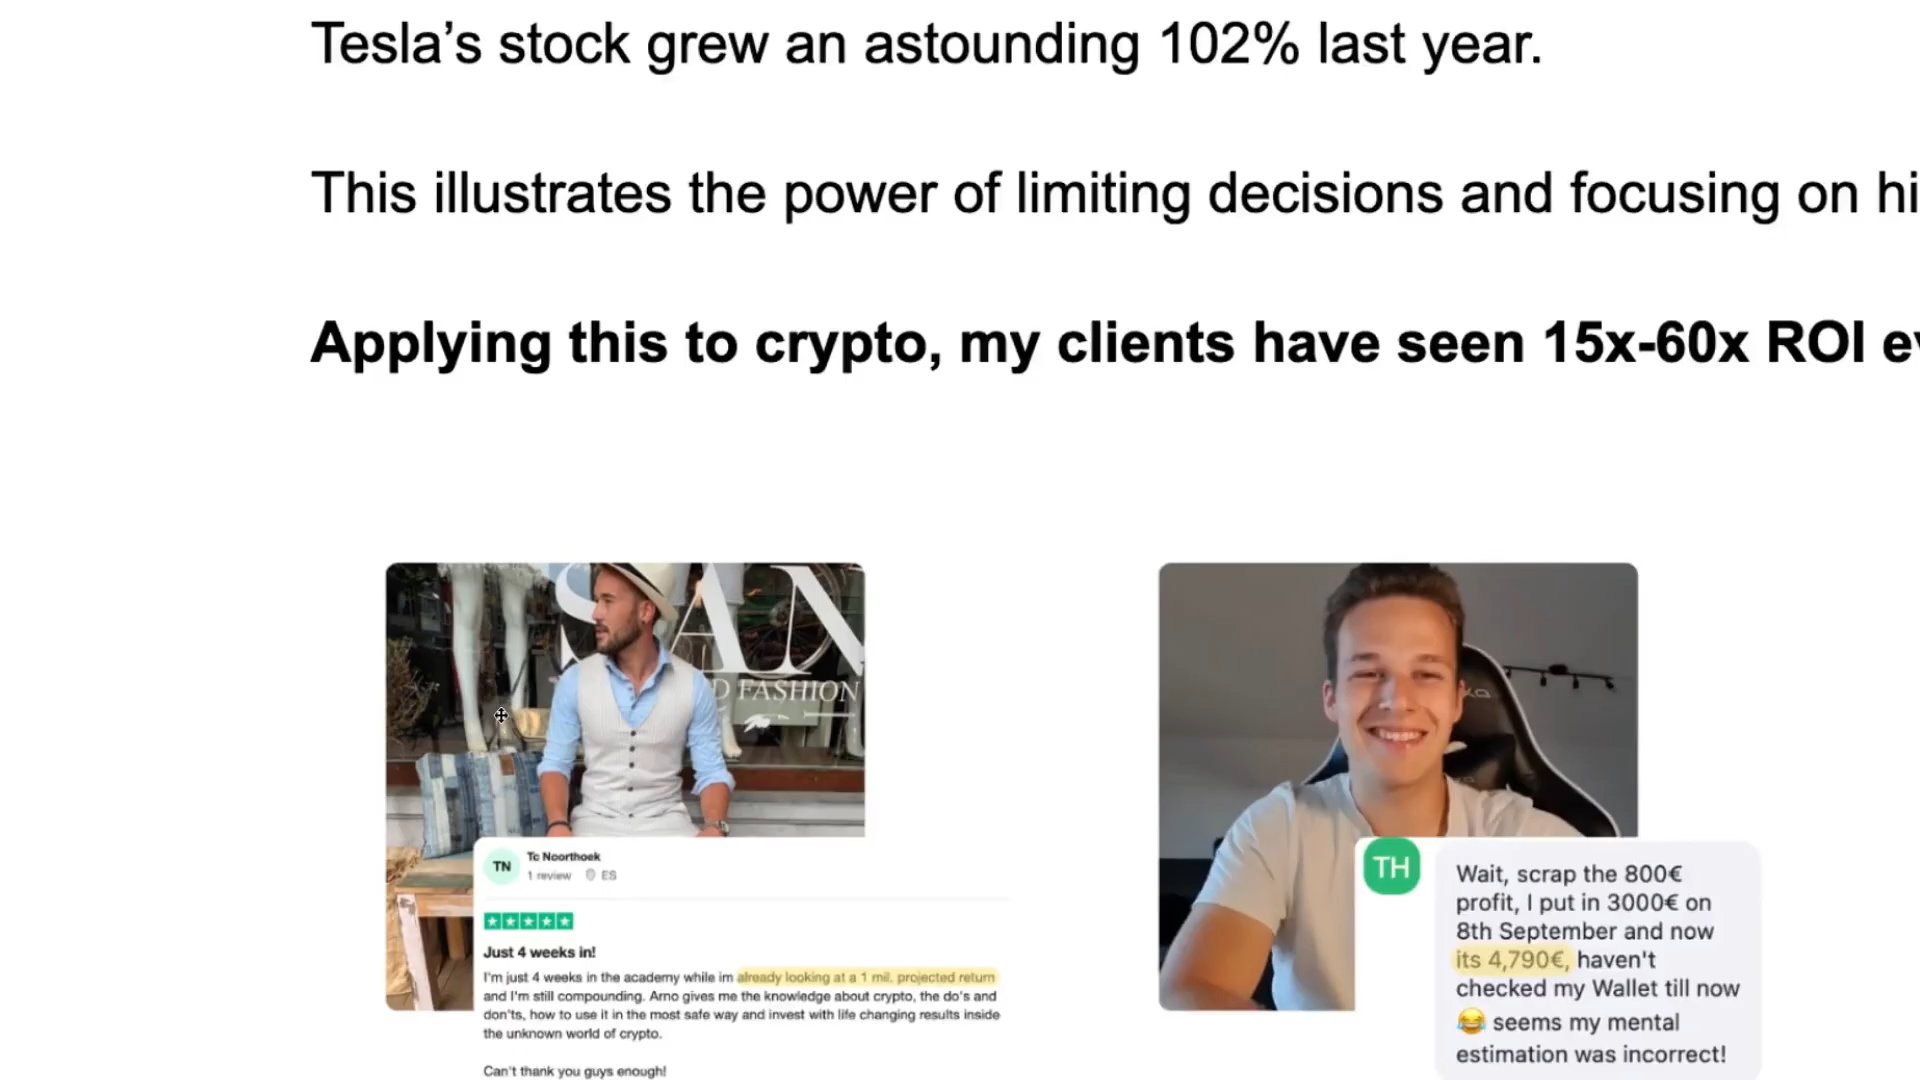 Tesla’s stock grew an astounding 102% last year.
This illustrates the power of limiting decisions and focusing on hi
Applying this to crypto, my clients have seen 15x-60x ROI ev
SAN
D FASHION
TN
Tc Noorthoek
1 review ES
Just 4 weeks in!
I'm just 4 weeks in the academy while im already looking at a 1 mil. projected return
and I'm still compounding. Arno gives me the knowledge about crypto, the do's and
don'ts, how to use it in the most safe way and invest with life changing results inside
the unknown world of crypto.
Can't thank you guys enough!
TH
Wait, scrap the 800€
profit, I put in 3000€ on
8th September and now
its 4,790€, haven't
checked my Wallet till now
😂 seems my mental
estimation was incorrect!